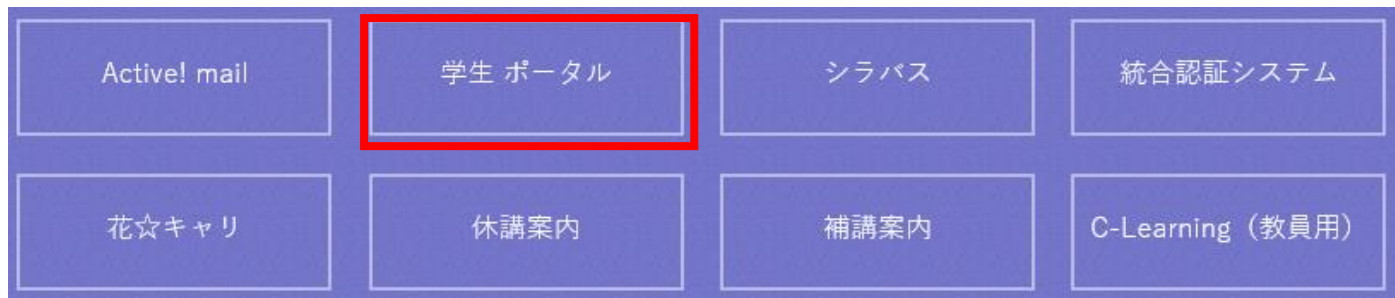 Active! mail
学生 ポータル
シラバス
統合認証システム
花☆キャリ
休講案内
補講案内
C-Learning（教員用）